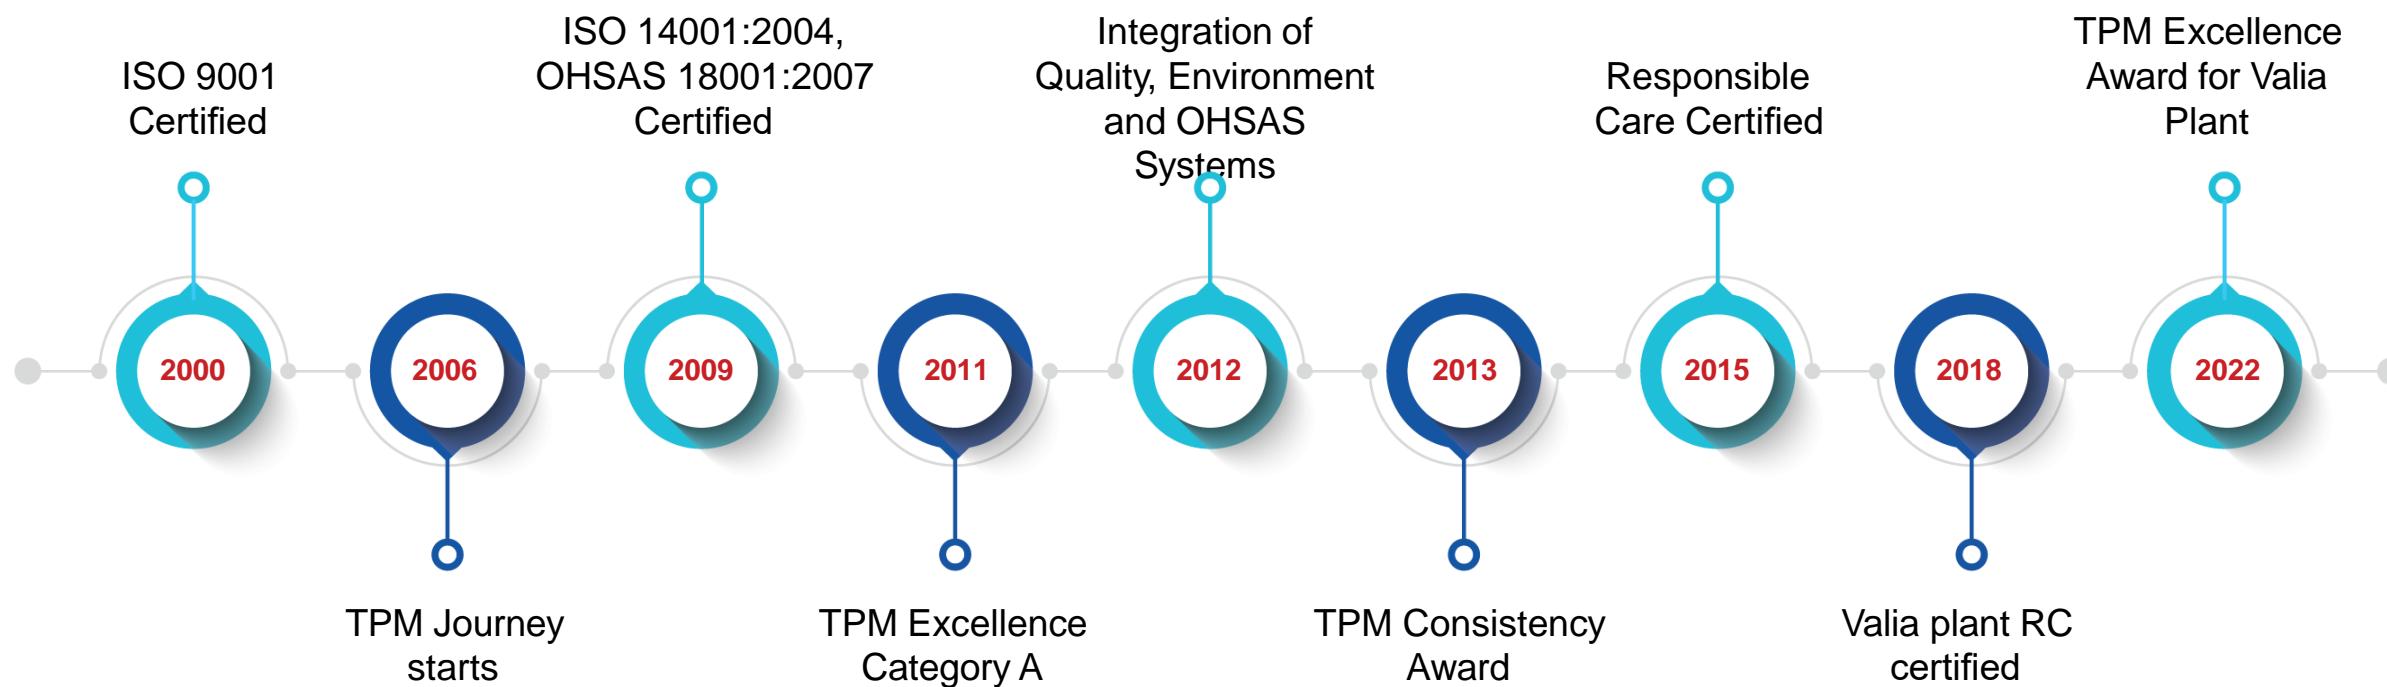 ISO 9001
Certified
2000
TPM Journey
starts
2006
ISO 14001:2004,
OHSAS 18001:2007
Certified
2009
TPM Excellence
Category A
2011
Integration of
Quality, Environment
and OHSAS
Systems
2012
TPM Consistency
Award
2013
Responsible
Care Certified
2015
Valia plant RC
certified
2018
TPM Excellence
Award for Valia
Plant
2022